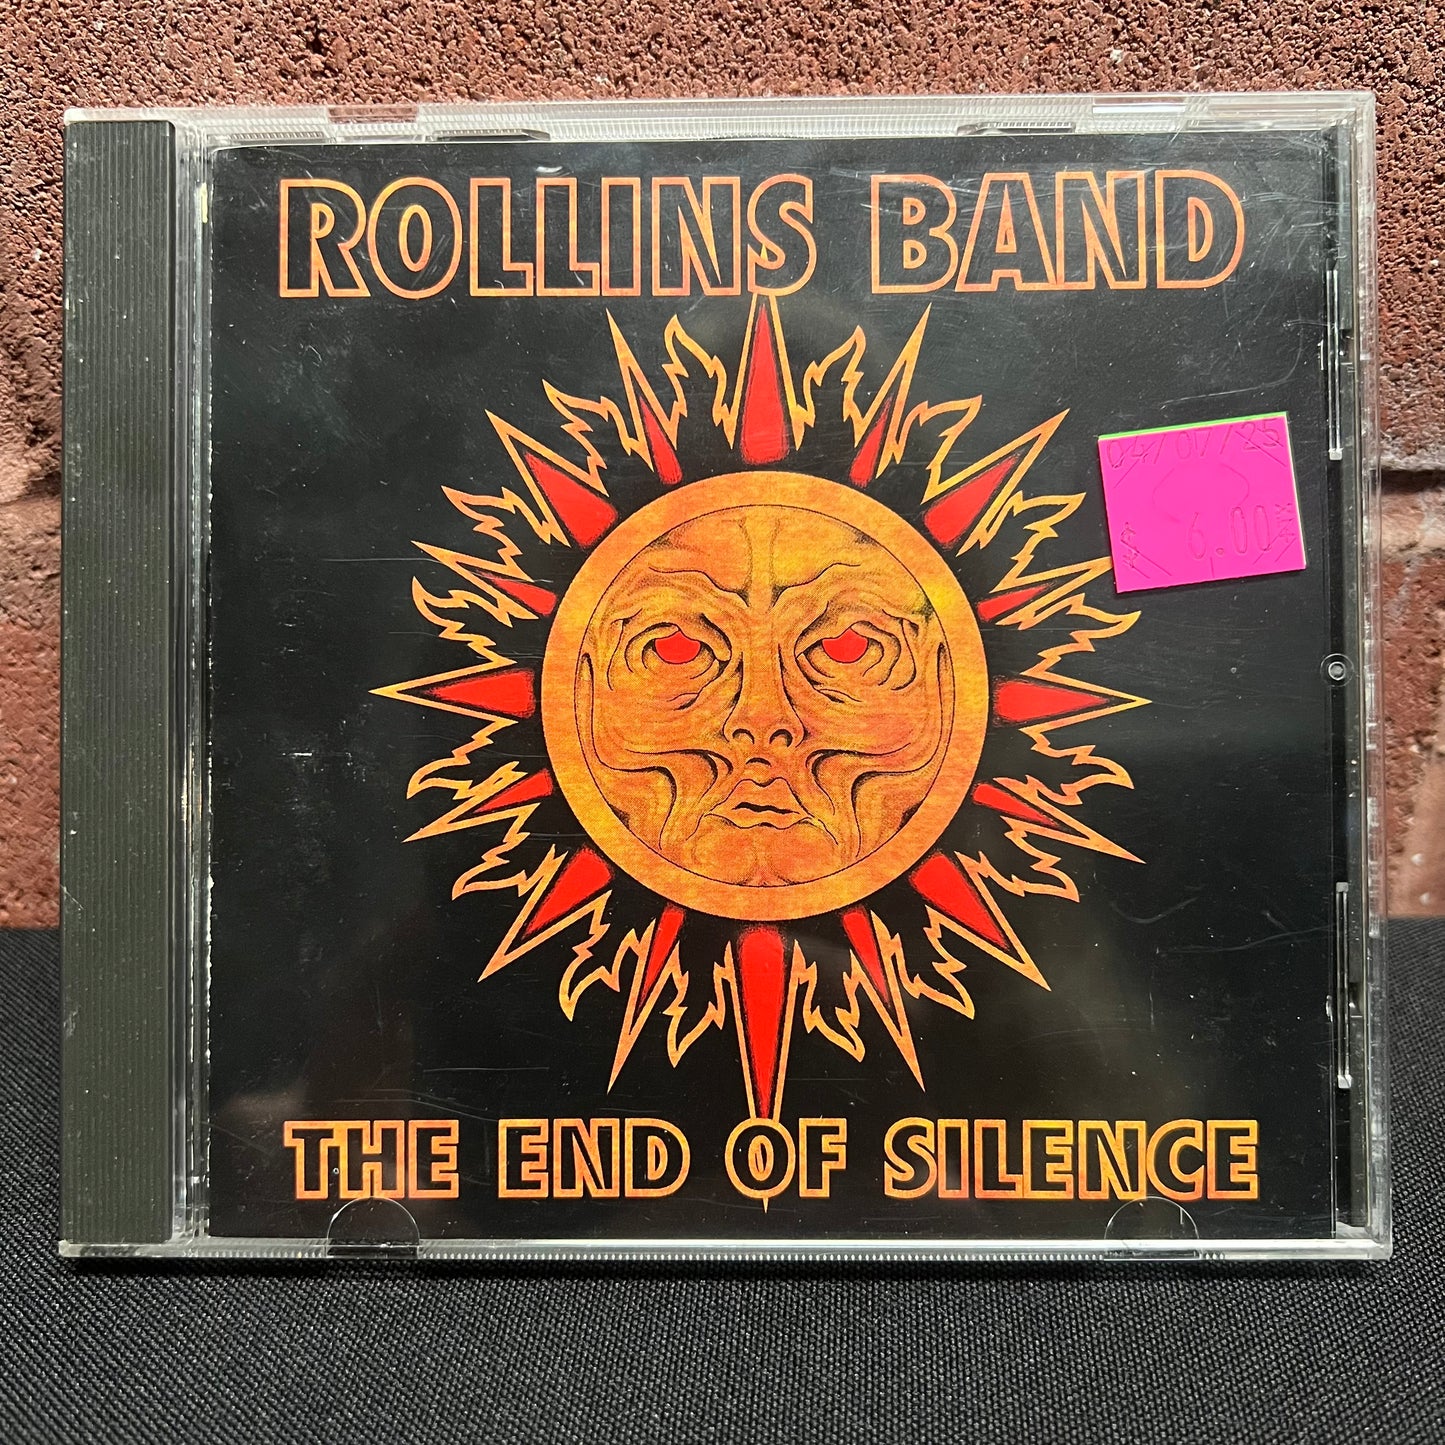 ROLLINS BAND
04/07/25
6.00
THE END OF SILENCE